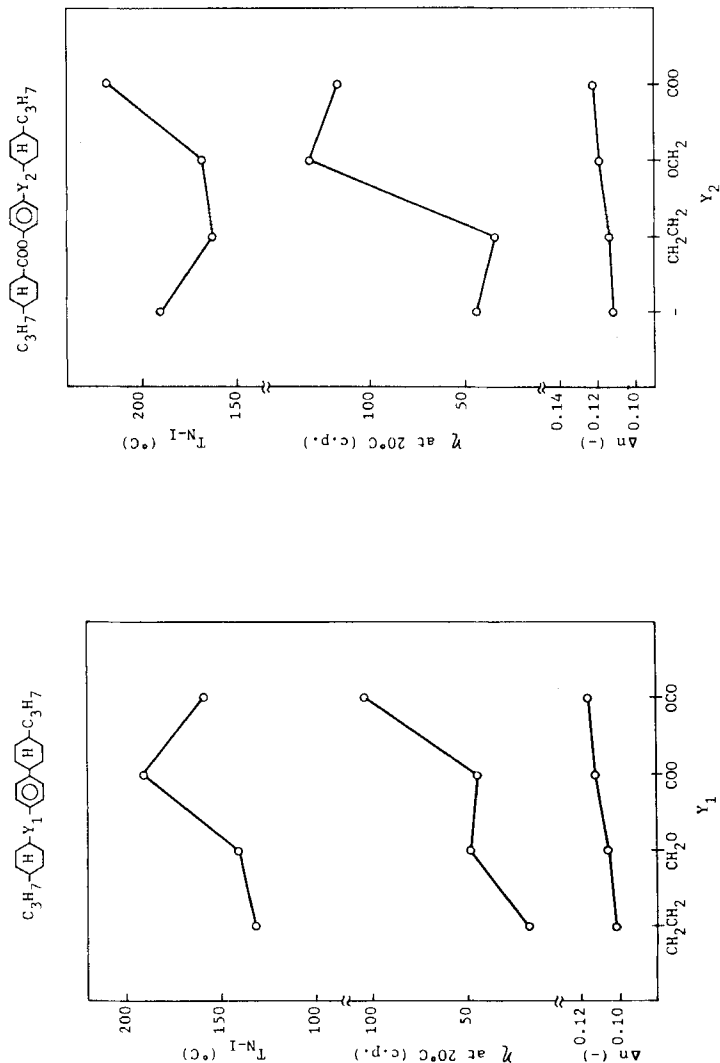 C3H7-H-Y1-H-C3H7
200
150
100
TN-I (°C)
100
50
η at 20°C (c.p.)
0.12
0.10
Δn (-)
CH2CH2
CH2O
COO
OCO
Y1
C3H7-H-COO-Y2-H-C3H7
200
150
TN-I (°C)
100
50
η at 20°C (c.p.)
0.14
0.12
0.10
Δn (-)
-
CH2CH2
OCH2
COO
Y2